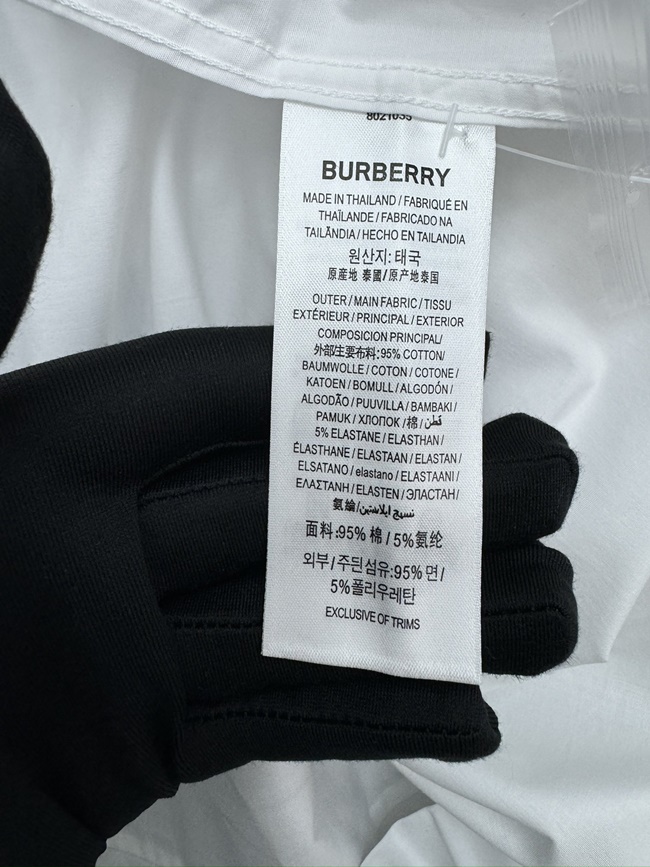 8021035
BURBERRY
MADE IN THAILAND / FABRIQUÉ EN
THAÏLANDE / FABRICADO NA
TAILÂNDIA / HECHO EN TAILANDIA
원산지: 태국
原産地 泰國 / 原产地泰国
OUTER / MAIN FABRIC / TISSU
EXTÉRIEUR / PRINCIPAL / EXTERIOR
COMPOSICION PRINCIPAL/
外部生要布料:95% COTTON/
BAUMWOLLE / COTON / COTONE /
KATOEN / BOMULL / ALGODÓN /
ALGODÃO / PUUVILLA / BAMBAKI /
PAMUK / ХЛОПОК /棉/ قطن/
5% ELASTANE / ELASTHAN /
ÉLASTHANE / ELASTAAN / ELASTAN /
ELSATANO / elastano / ELASTAANI /
ΕΛΑΣΤΑΝΗ / ELASTEN / ЭЛАСТАН /
氨綸/نسيج ايلاستين/
面料:95% 棉 / 5%氨纶
외부 / 주된섬유:95% 면 /
5%폴리우레탄
EXCLUSIVE OF TRIMS